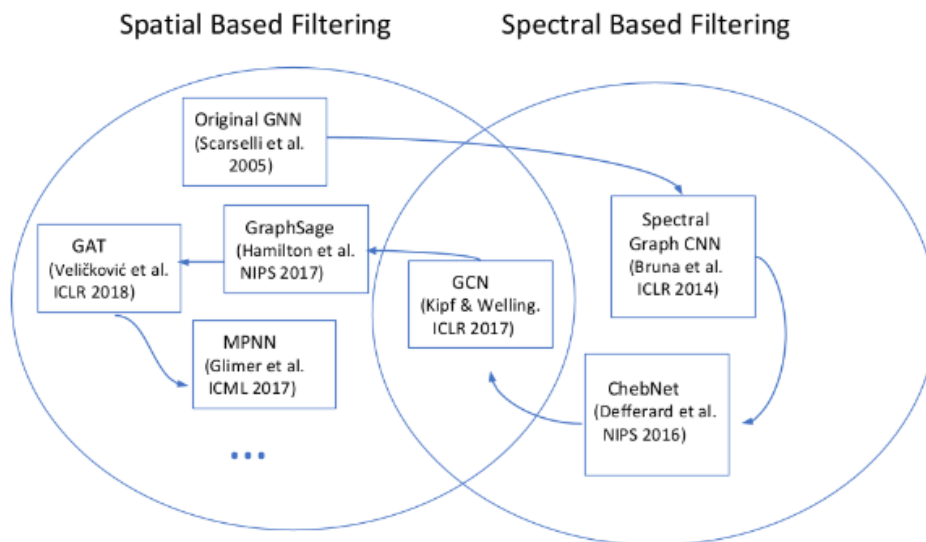 Spatial Based Filtering
Spectral Based Filtering
Original GNN
(Scarselli et al.
2005)
GraphSage
(Hamilton et al.
NIPS 2017)
GAT
(Veličković et al.
ICLR 2018)
MPNN
(Glimer et al.
ICML 2017)
...
GCN
(Kipf & Welling.
ICLR 2017)
Spectral
Graph CNN
(Bruna et al.
ICLR 2014)
ChebNet
(Defferard et al.
NIPS 2016)